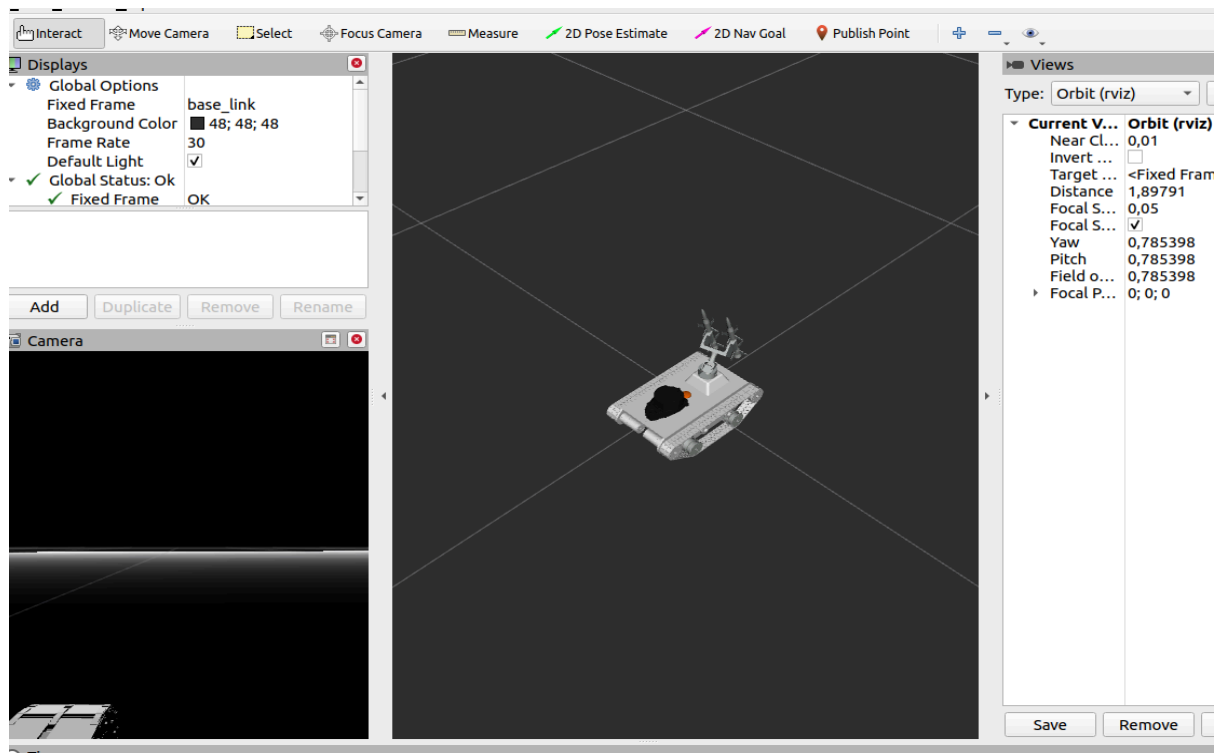 Interact Move Camera Select Focus Camera Measure 2D Pose Estimate 2D Nav Goal Publish Point
Displays
Global Options
Fixed Frame base_link
Background Color 48; 48; 48
Frame Rate 30
Default Light
Global Status: Ok
Fixed Frame OK
Add Duplicate Remove Rename
Camera
Views
Type: Orbit (rviz)
Current V... Orbit (rviz)
Near Cl... 0,01
Invert ...
Target ... <Fixed Fram
Distance 1,89791
Focal S... 0,05
Focal S...
Yaw 0,785398
Pitch 0,785398
Field o... 0,785398
Focal P... 0; 0; 0
Save Remove